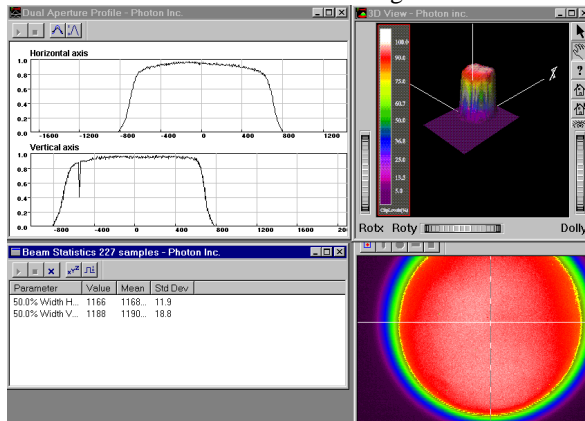 Dual Aperture Profile - Photon Inc.
Horizontal axis
1.0
0.8
0.6
0.4
0.2
0.0
-1600 -1200 -800 -400 0 400 800 1200
Vertical axis
1.0
0.8
0.6
0.4
0.2
0.0
-800 -400 0 400 800 1200 1600 200
3D View - Photon inc.
100.0
90.0
80.0
70.0
60.7
50.0
36.8
25.0
13.5
5.0
ClipLevels(%)
Rotx Roty Dolly
Beam Statistics 227 samples - Photon Inc.
Parameter Value Mean Std Dev
50.0% Width H... 1166 1168... 11.9
50.0% Width V... 1188 1190... 18.8